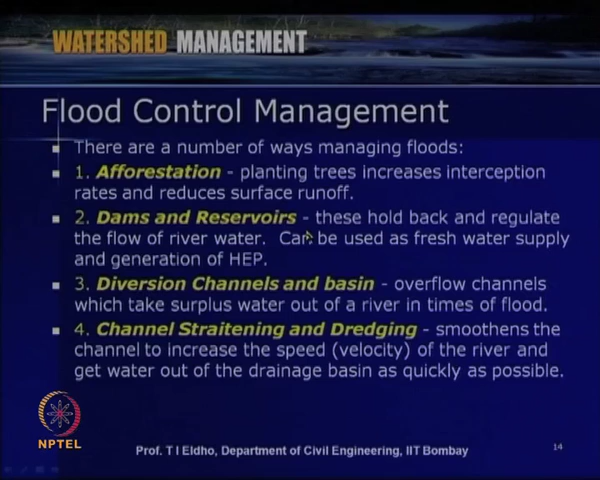 WATERSHED MANAGEMENT
Flood Control Management
There are a number of ways managing floods:
1. Afforestation - planting trees increases interception
rates and reduces surface runoff.
2. Dams and Reservoirs - these hold back and regulate
the flow of river water. Can be used as fresh water supply
and generation of HEP.
3. Diversion Channels and basin - overflow channels
which take surplus water out of a river in times of flood.
4. Channel Straitening and Dredging - smoothens the
channel to increase the speed (velocity) of the river and
get water out of the drainage basin as quickly as possible.
NPTEL
Prof. T I Eldho, Department of Civil Engineering, IIT Bombay
14